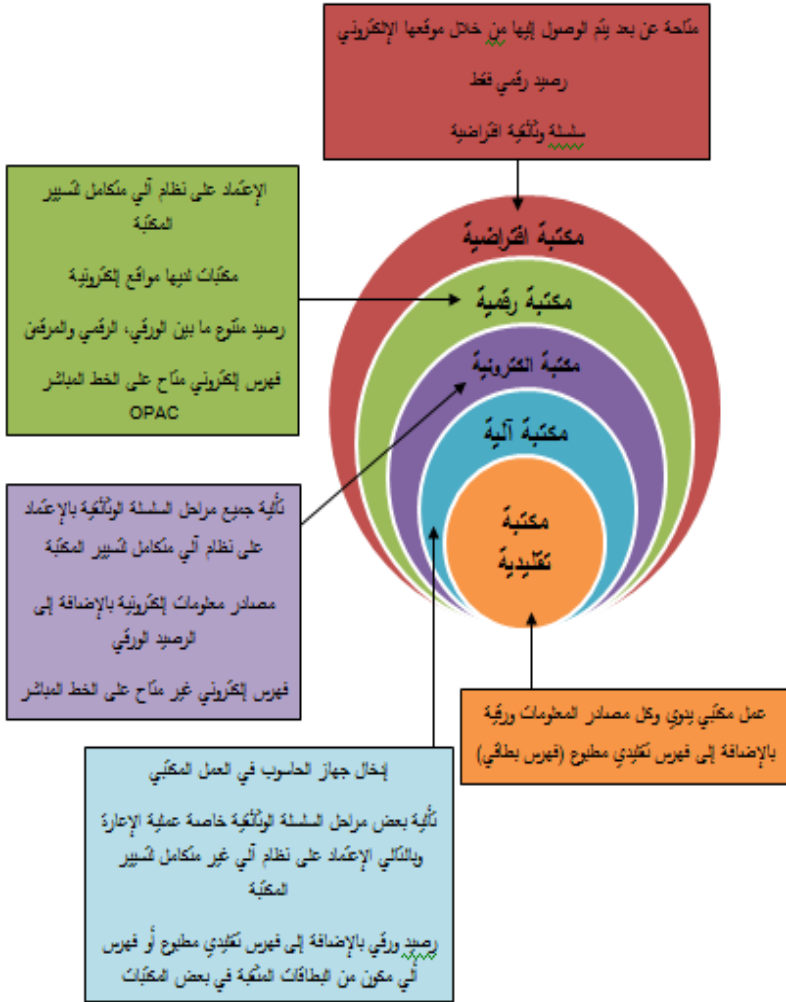 متاحة عن بعد يتم الوصول إليها من خلال موقعها الإلكتروني
رصيد رقمي فقط
سلسلة وثائقية افتراضية
مكتبة افتراضية
الإعتماد على نظام آلي متكامل لتسيير
المكتبة
مكتبات لديها مواقع إلكترونية
رصيد متنوع ما بين الورقي، الرقمي والمرقمن
فهرس إلكتروني متاح على الخط المباشر
OPAC
مكتبة رقمية
مكتبة الكترونية
مكتبة آلية
مكتبة
تقليدية
تألية جميع مراحل السلسلة الوثائقية بالإعتماد
على نظام آلي متكامل لتسيير المكتبة
مصادر معلومات إلكترونية بالإضافة إلى
الرصيد الورقي
فهرس إلكتروني غير متاح على الخط المباشر
عمل مكتبي يدوي وكل مصادر المعلومات ورقية
بالإضافة إلى فهرس تقليدي مطبوع (فهرس بطاقي)
إدخال جهاز الحاسوب في العمل المكتبي
تألية بعض مراحل السلسلة الوثائقية خاصة عملية الإعارة
وبالتالي الإعتماد على نظام آلي غير متكامل لتسيير
المكتبة
رصيد ورقي بالإضافة إلى فهرس تقليدي مطبوع أو فهرس
آلي مكون من البطاقات المثقبة في بعض المكتبات